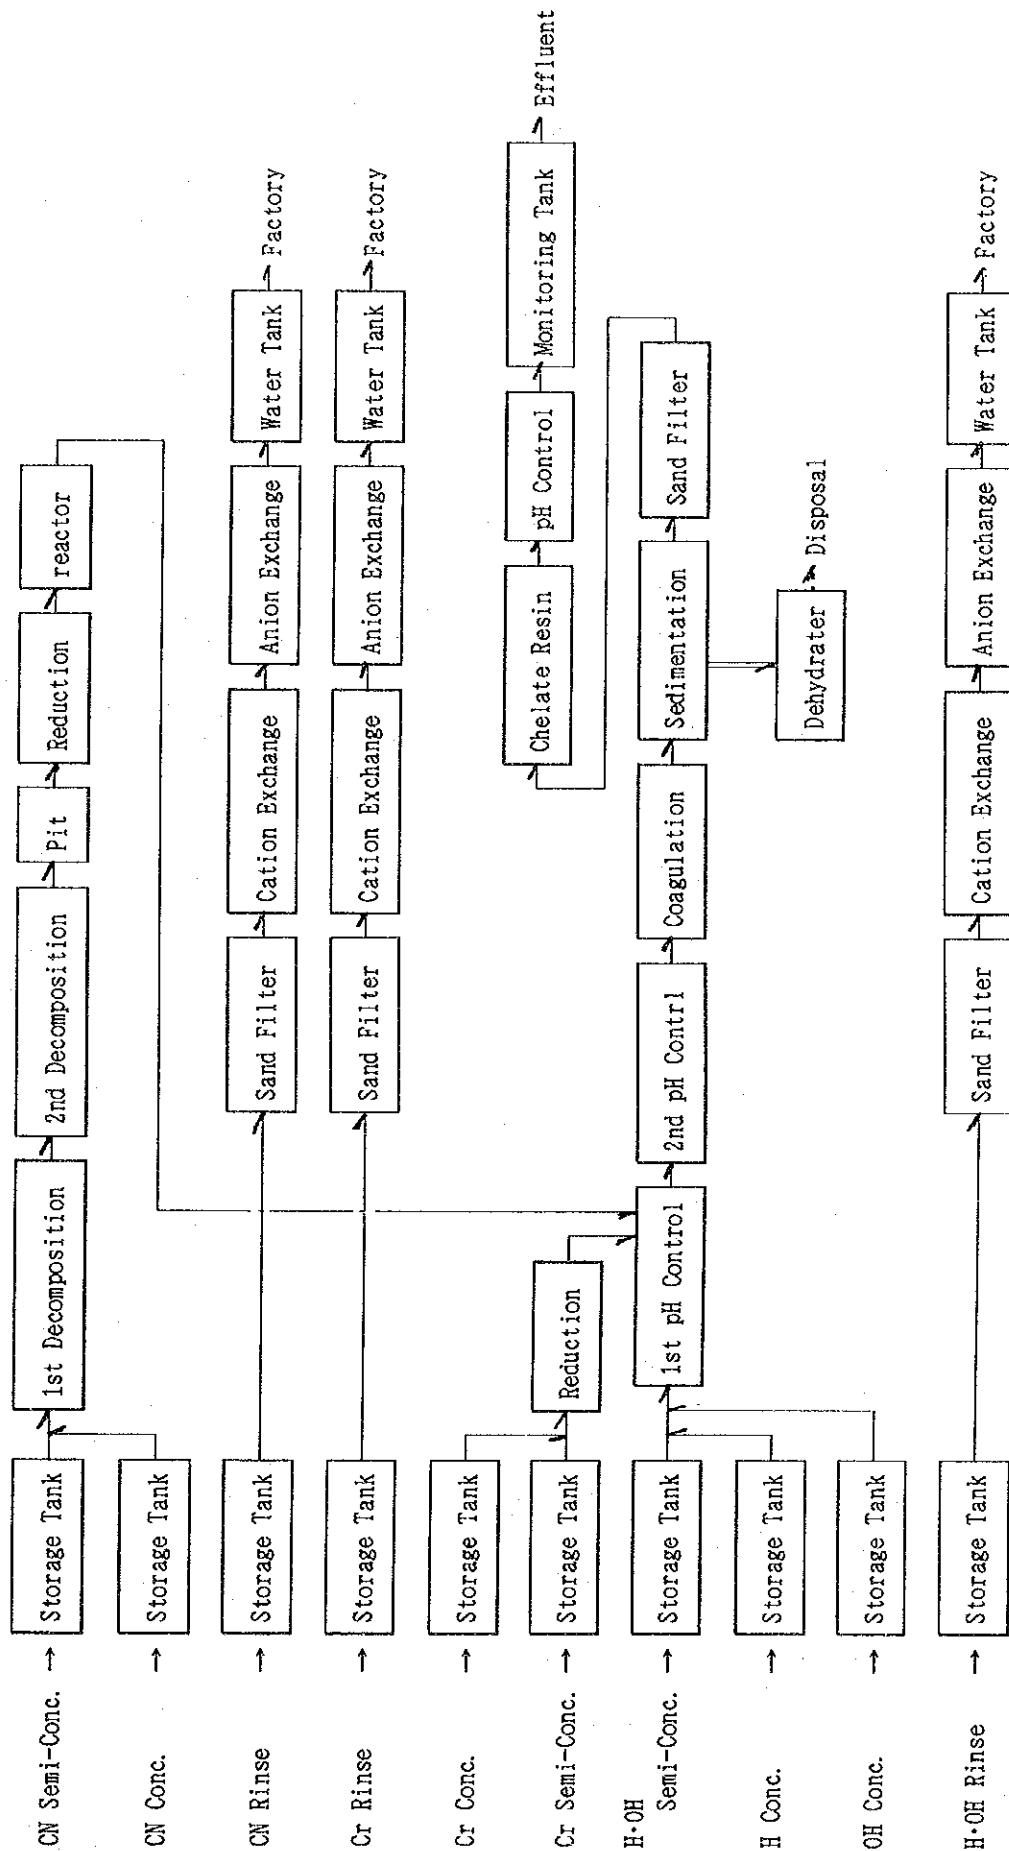 CN Semi-Conc. → Storage Tank 1st Decomposition 2nd Decomposition Pit Reduction reactor
CN Conc. → Storage Tank
CN Rinse → Storage Tank Sand Filter Cation Exchange Anion Exchange Water Tank Factory
Cr Rinse → Storage Tank Sand Filter Cation Exchange Anion Exchange Water Tank Factory
Cr Conc. → Storage Tank
Chelate Resin pH Control Monitoring Tank Effluent
Cr Semi-Conc. → Storage Tank Reduction
H·OH
Semi-Conc. → Storage Tank 1st pH Control 2nd pH Contrl Coagulation Sedimentation Sand Filter
H Conc. → Storage Tank
Dehydrater Disposal
OH Conc. → Storage Tank
H·OH Rinse → Storage Tank Sand Filter Cation Exchange Anion Exchange Water Tank Factory